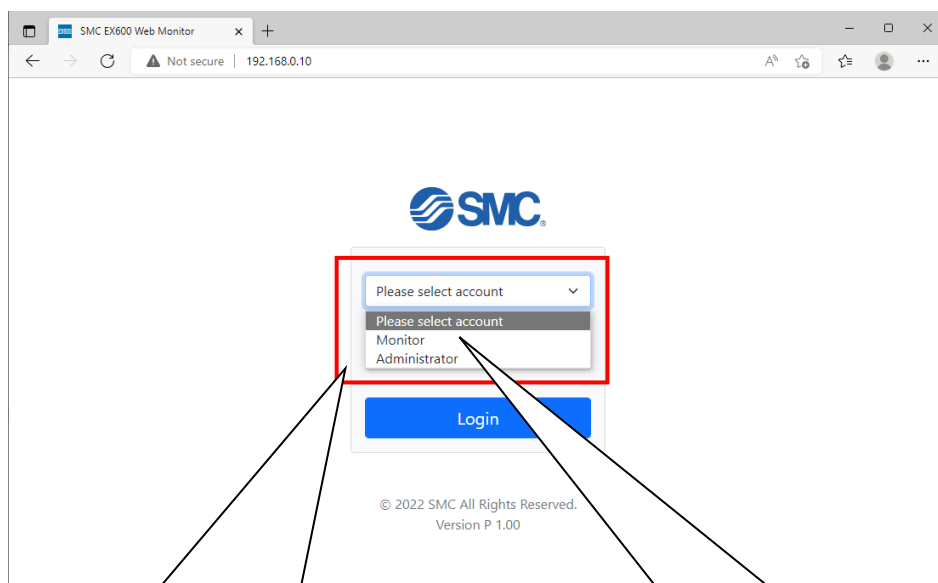 SMC EX600 Web Monitor
Not secure | 192.168.0.10
SMC
Please select account
Please select account
Monitor
Administrator
Login
© 2022 SMC All Rights Reserved.
Version P 1.00